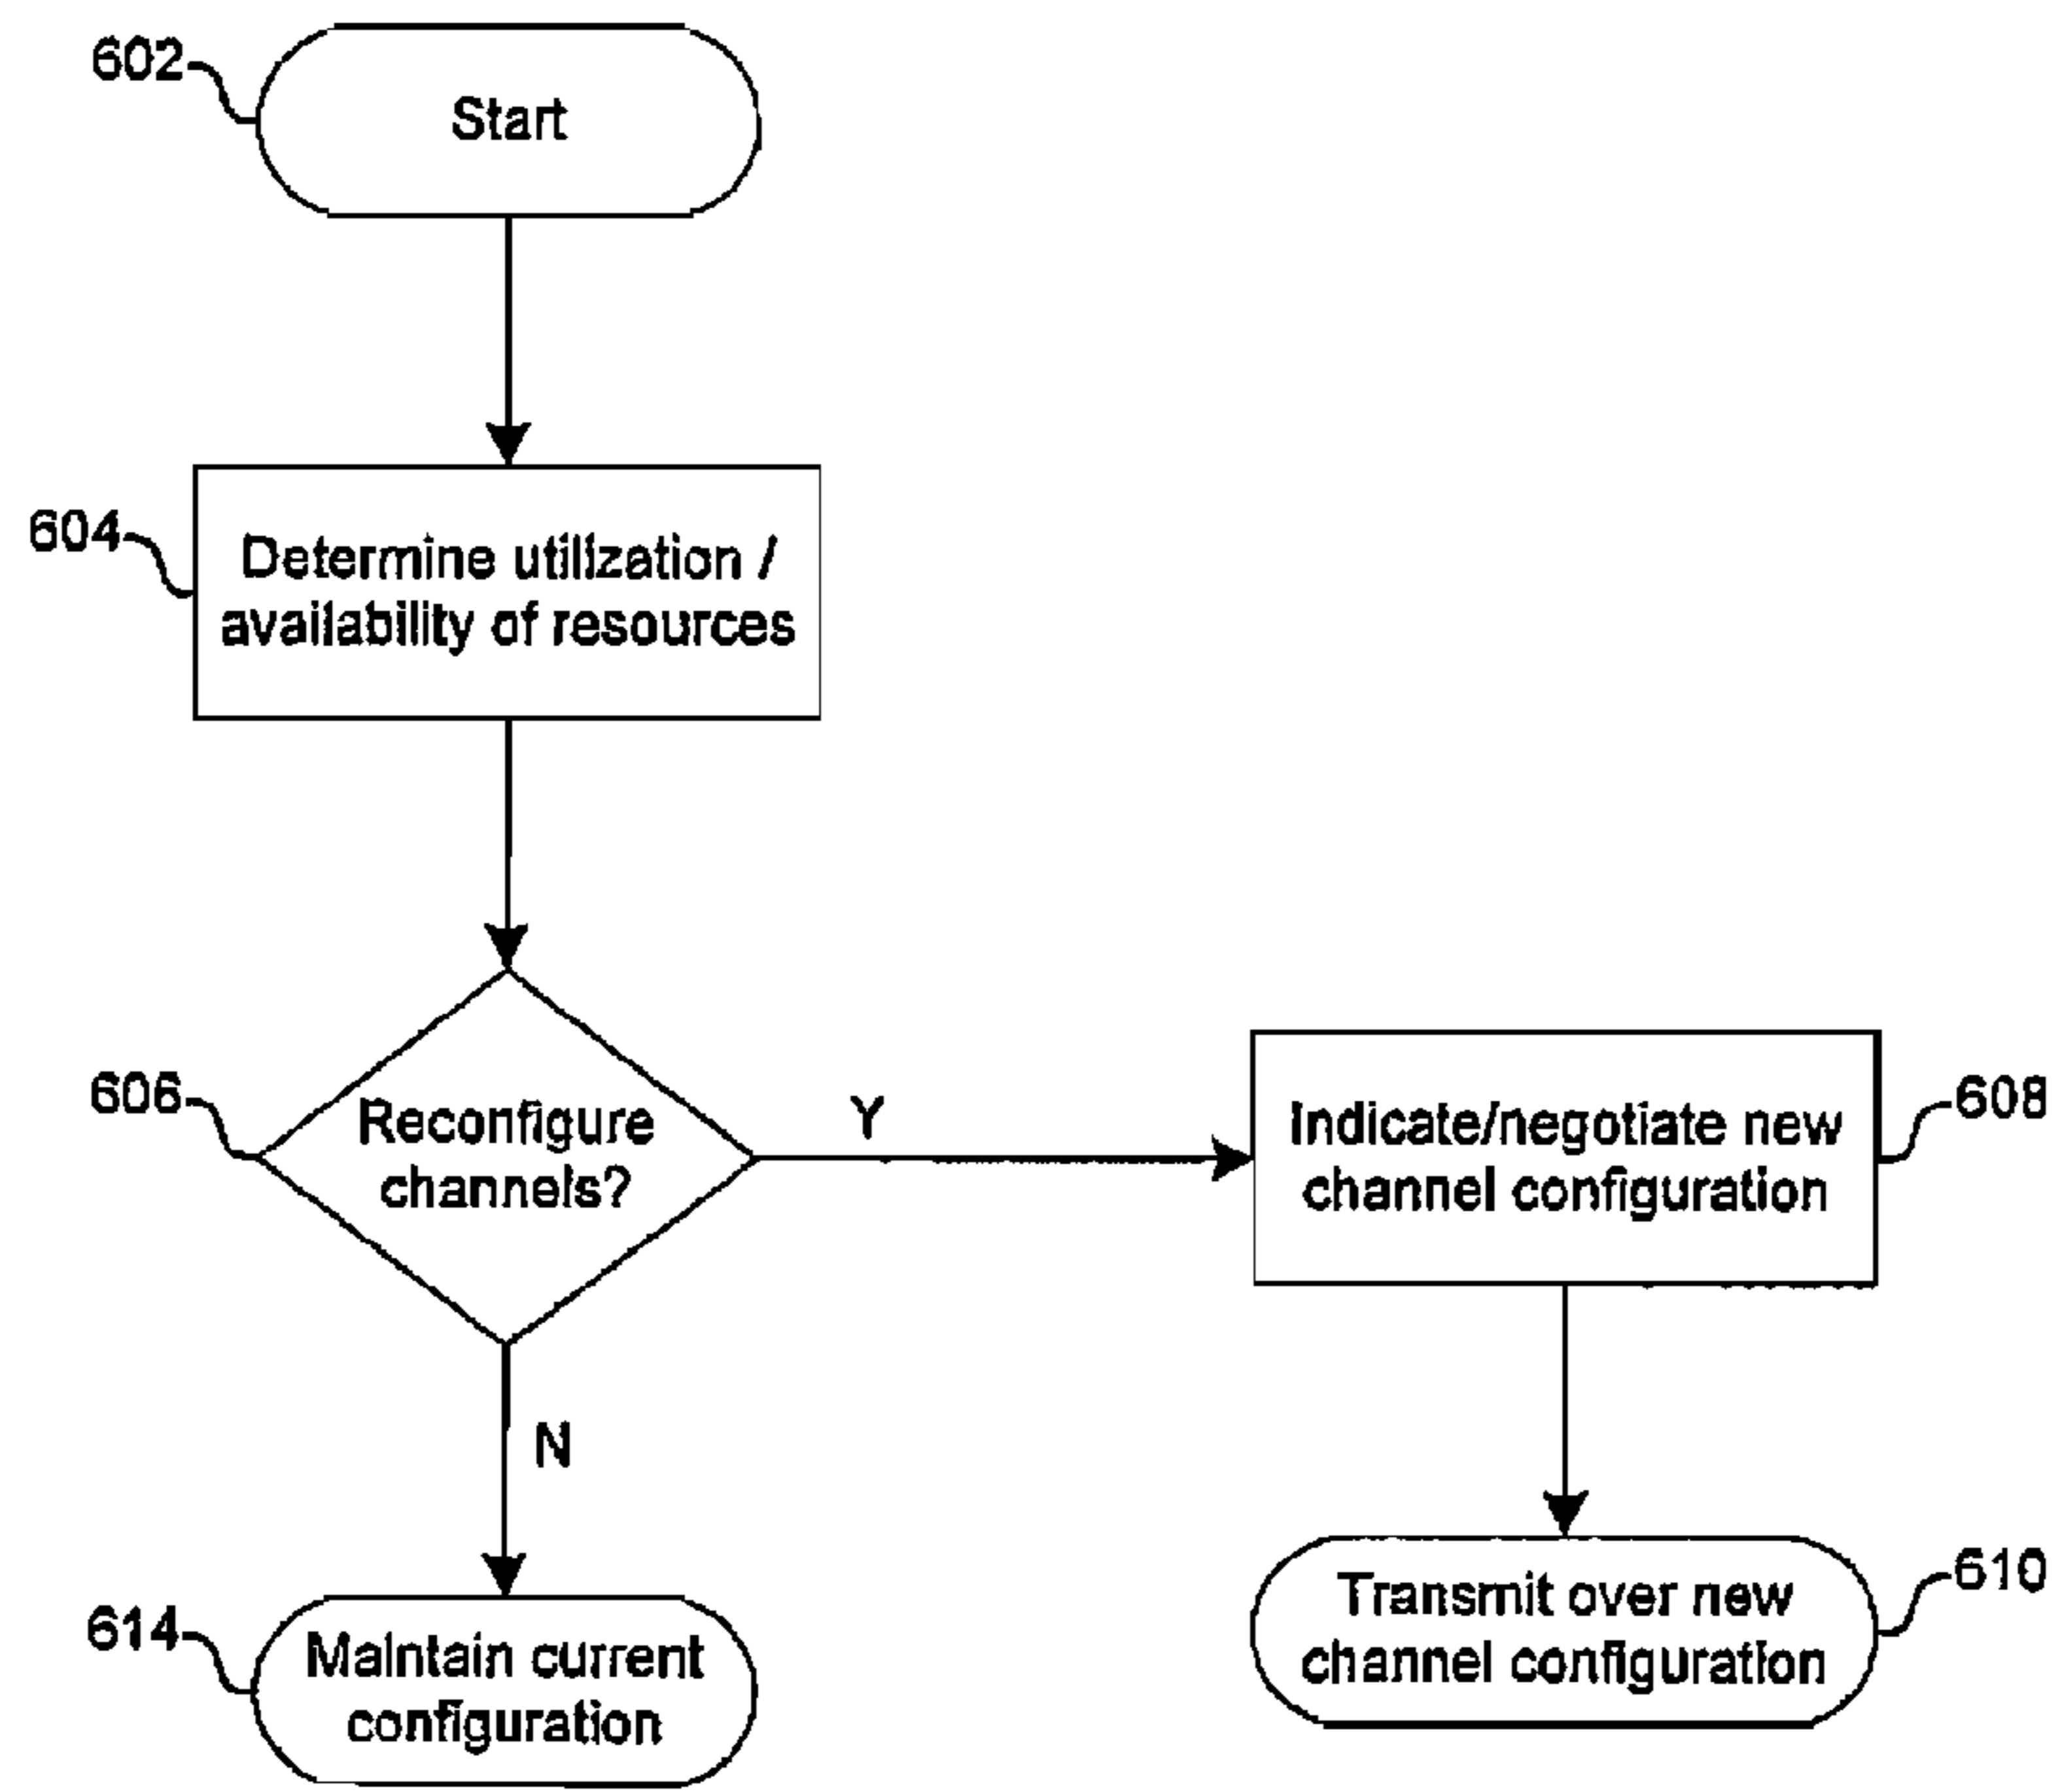 602
Start
604
Determine utilization /
availability of resources
606
Reconfigure
channels?
Y
608
Indicate/negotiate new
channel configuration
N
614
Maintain current
configuration
610
Transmit over new
channel configuration